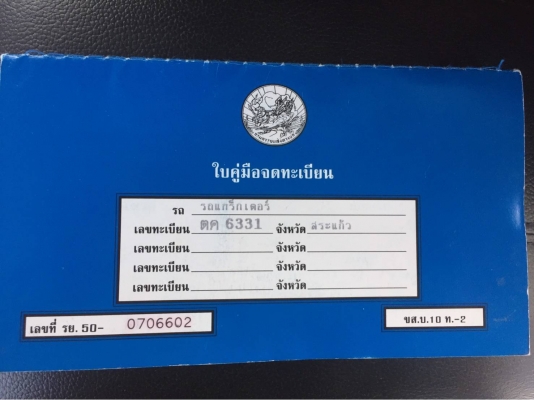 ใบคู่มือจดทะเบียน
รถ รถแทร็กเตอร์
เลขทะเบียน ตค 6331 จังหวัด สระแก้ว
เลขทะเบียน จังหวัด
เลขทะเบียน จังหวัด
เลขทะเบียน จังหวัด
เลขที่ รย. 50- 0706602
ขส.บ.10 ท.-2